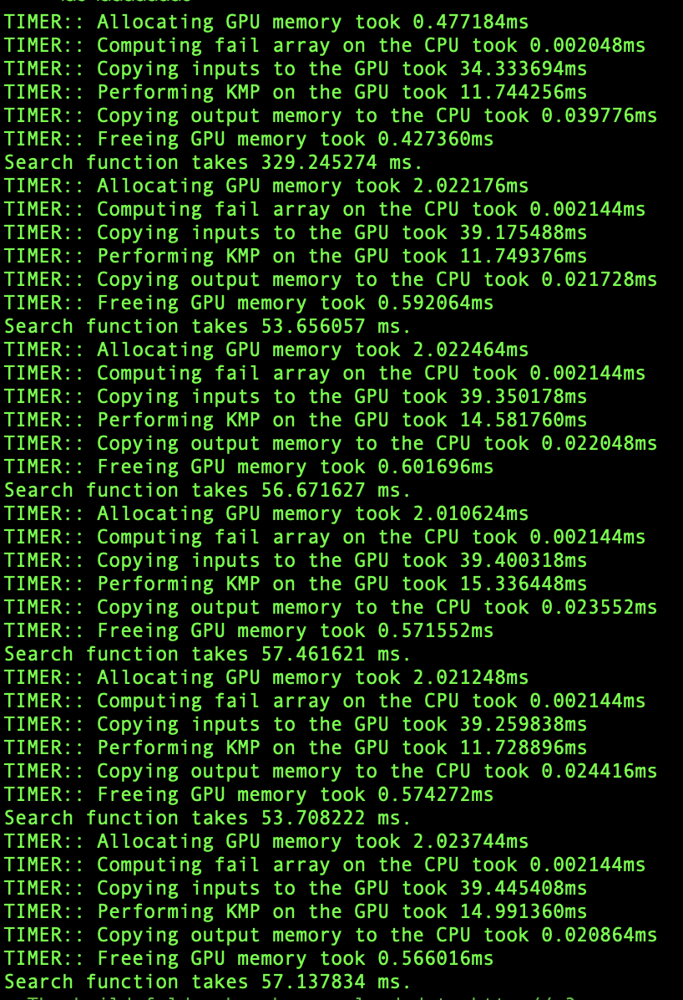 TIMER:: Allocating GPU memory took 0.477184ms
TIMER:: Computing fail array on the CPU took 0.002048ms
TIMER:: Copying inputs to the GPU took 34.333694ms
TIMER:: Performing KMP on the GPU took 11.744256ms
TIMER:: Copying output memory to the CPU took 0.039776ms
TIMER:: Freeing GPU memory took 0.427360ms
Search function takes 329.245274 ms.
TIMER:: Allocating GPU memory took 2.022176ms
TIMER:: Computing fail array on the CPU took 0.002144ms
TIMER:: Copying inputs to the GPU took 39.175488ms
TIMER:: Performing KMP on the GPU took 11.749376ms
TIMER:: Copying output memory to the CPU took 0.021728ms
TIMER:: Freeing GPU memory took 0.592064ms
Search function takes 53.656057 ms.
TIMER:: Allocating GPU memory took 2.022464ms
TIMER:: Computing fail array on the CPU took 0.002144ms
TIMER:: Copying inputs to the GPU took 39.350178ms
TIMER:: Performing KMP on the GPU took 14.581760ms
TIMER:: Copying output memory to the CPU took 0.022048ms
TIMER:: Freeing GPU memory took 0.601696ms
Search function takes 56.671627 ms.
TIMER:: Allocating GPU memory took 2.010624ms
TIMER:: Computing fail array on the CPU took 0.002144ms
TIMER:: Copying inputs to the GPU took 39.400318ms
TIMER:: Performing KMP on the GPU took 15.336448ms
TIMER:: Copying output memory to the CPU took 0.023552ms
TIMER:: Freeing GPU memory took 0.571552ms
Search function takes 57.461621 ms.
TIMER:: Allocating GPU memory took 2.021248ms
TIMER:: Computing fail array on the CPU took 0.002144ms
TIMER:: Copying inputs to the GPU took 39.259838ms
TIMER:: Performing KMP on the GPU took 11.728896ms
TIMER:: Copying output memory to the CPU took 0.024416ms
TIMER:: Freeing GPU memory took 0.574272ms
Search function takes 53.708222 ms.
TIMER:: Allocating GPU memory took 2.023744ms
TIMER:: Computing fail array on the CPU took 0.002144ms
TIMER:: Copying inputs to the GPU took 39.445408ms
TIMER:: Performing KMP on the GPU took 14.991360ms
TIMER:: Copying output memory to the CPU took 0.020864ms
TIMER:: Freeing GPU memory took 0.566016ms
Search function takes 57.137834 ms.